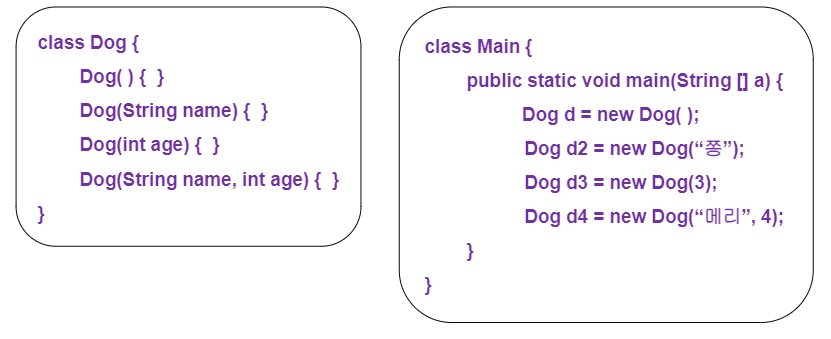 class Dog {
Dog( ) { }
Dog(String name) { }
Dog(int age) { }
Dog(String name, int age) { }
}
class Main {
public static void main(String [] a) {
Dog d = new Dog( );
Dog d2 = new Dog(“쫑”);
Dog d3 = new Dog(3);
Dog d4 = new Dog(“메리”, 4);
}
}